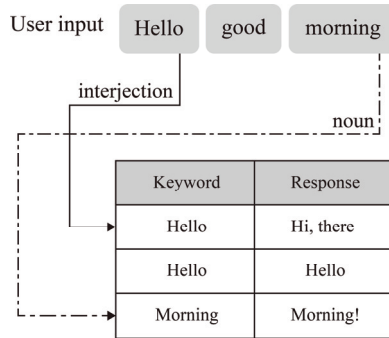 User input Hello good morning
interjection
noun
Keyword Response
Hello Hi, there
Hello Hello
Morning Morning!